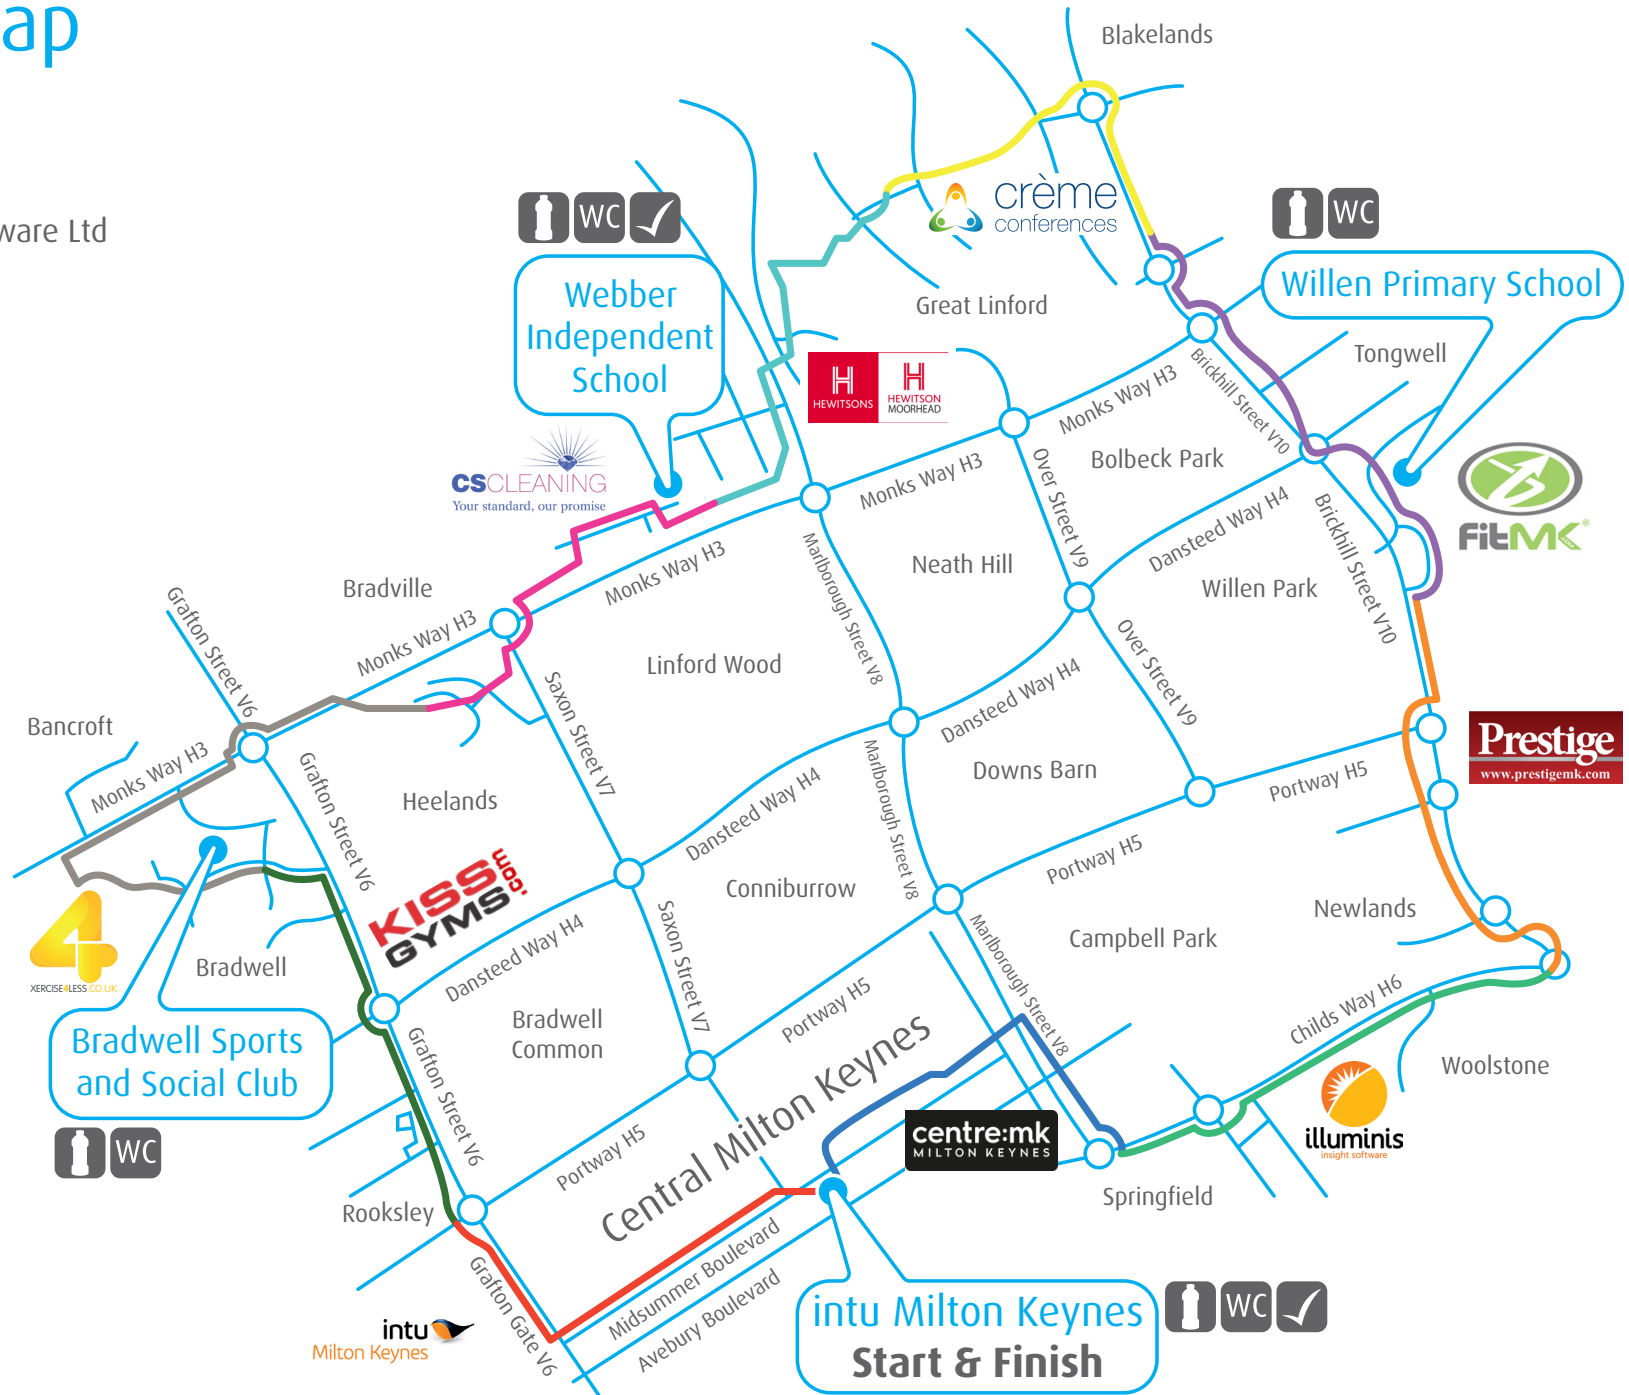 ap
ware Ltd
Blakelands
crème
conferences
WC
WC
Willen Primary School
Webber
Independent
School
Great Linford
Tongwell
HEWITSONS
HEWITSON
MOORHEAD
Monks Way H3
Brickhill Street V10
Bolbeck Park
CSCLEANING
Your standard, our promise
Monks Way H3
Over Street V9
Dansteed Way H4
Brickhill Street V10
fitMK®
Monks Way H3
Marlborough Street V8
Neath Hill
Willen Park
Bradville
Grafton Street V6
Monks Way H3
Linford Wood
Over Street V9
Saxon Street V7
Dansteed Way H4
Bancroft
Monks Way H3
Grafton Street V6
Heelands
Marlborough Street V8
Downs Barn
Portway H5
Prestige
www.prestigemk.com
Dansteed Way H4
Conniburrow
Portway H5
KISS
GYMS
.COM
Newlands
4
XERCISE4LESS.CO.UK
Bradwell
Dansteed Way H4
Saxon Street V7
Marlborough Street V8
Campbell Park
Bradwell
Common
Portway H5
Childs Way H6
Woolstone
Bradwell Sports
and Social Club
WC
Grafton Street V6
Central Milton Keynes
centre:mk
MILTON KEYNES
illuminis
insight software
Portway H5
Springfield
Rooksley
Midsummer Boulevard
Avebury Boulevard
Grafton Gate V6
intu
Milton Keynes
intu Milton Keynes
Start & Finish
WC